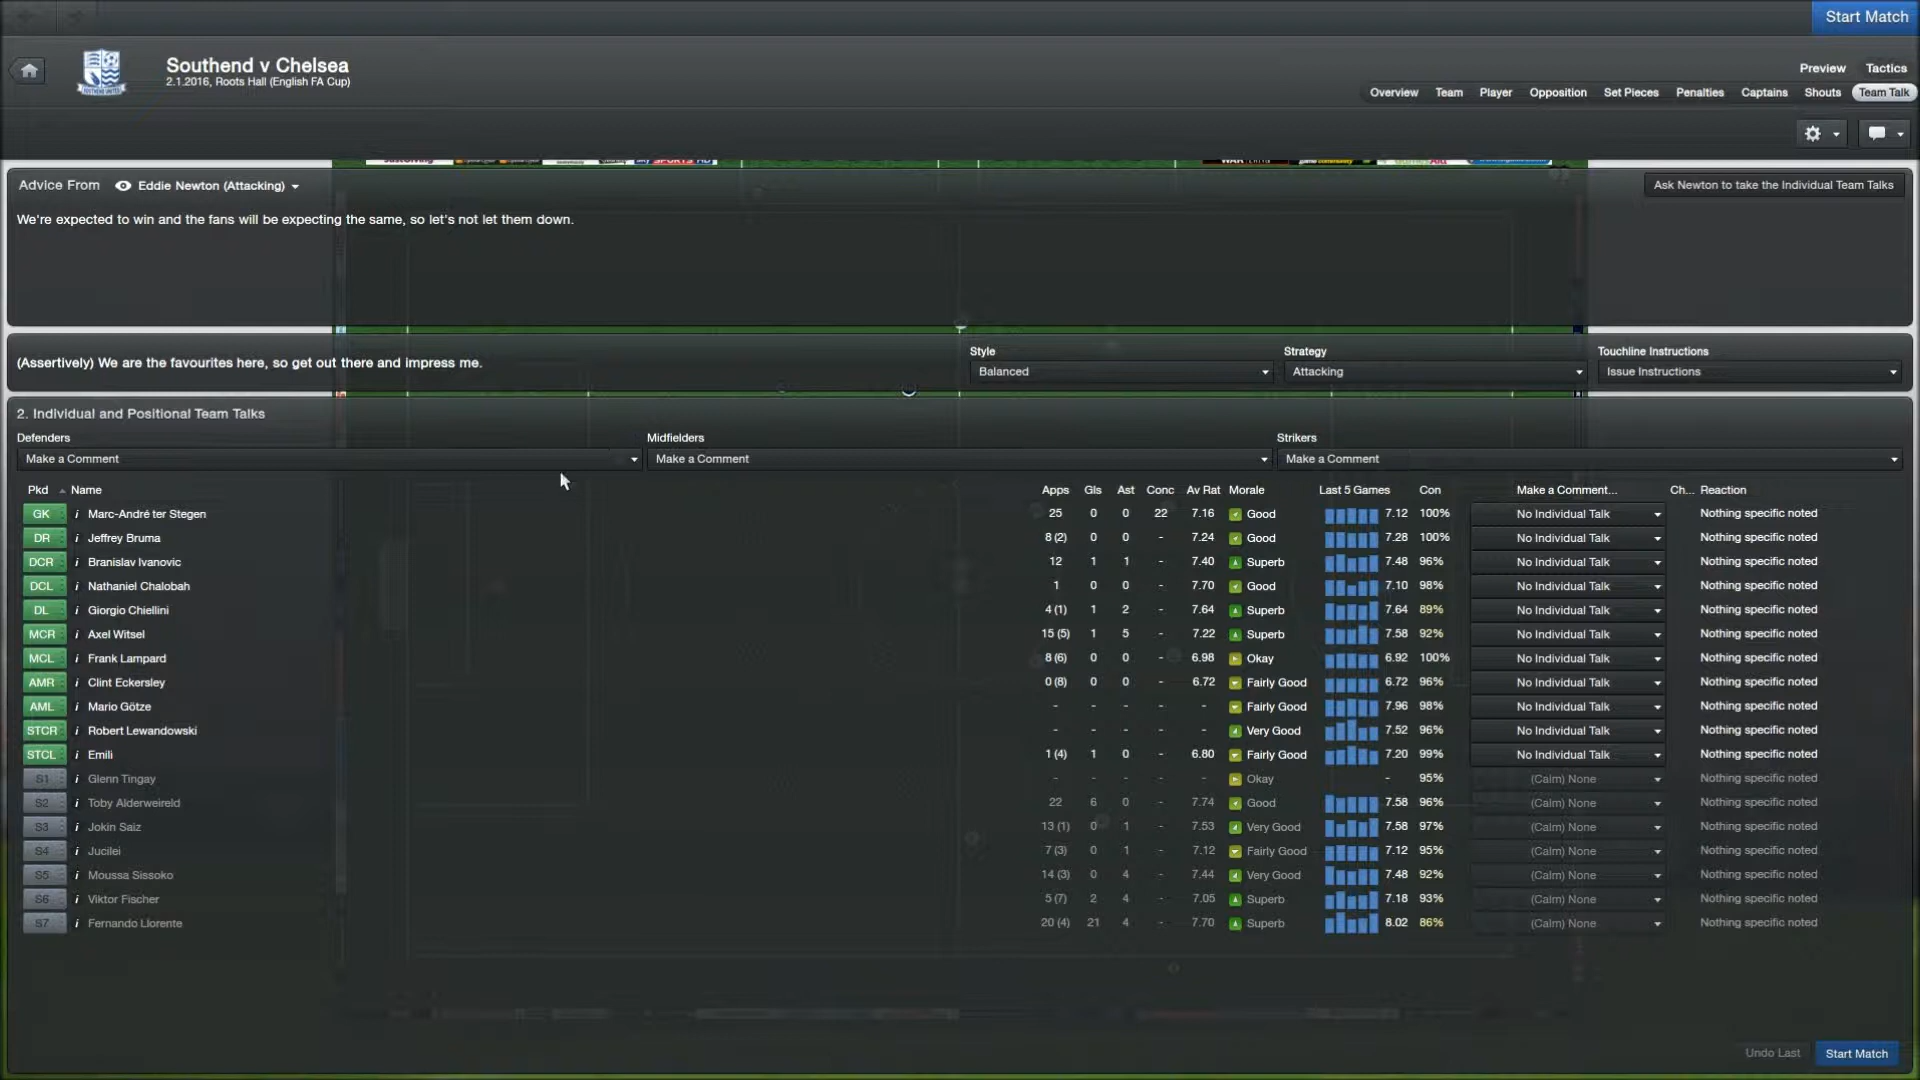 Start Match
Southend v Chelsea
2.1.2016, Roots Hall (English FA Cup)
Preview Tactics
Overview Team Player Opposition Set Pieces Penalties Captains Shouts Team Talk
Advice From Eddie Newton (Attacking)
Ask Newton to take the Individual Team Talks
We're expected to win and the fans will be expecting the same, so let's not let them down.
(Assertively) We are the favourites here, so get out there and impress me.
Style Strategy Touchline Instructions
Balanced Attacking Issue Instructions
2. Individual and Positional Team Talks
Defenders Midfielders Strikers
Make a Comment Make a Comment Make a Comment
Pkd Name Apps Gls Ast Conc Av Rat Morale Last 5 Games Con Make a Comment... Ch... Reaction
GK i Marc-André ter Stegen 25 0 0 22 7.16 Good 7.12 100% No Individual Talk Nothing specific noted
DR i Jeffrey Bruma 8 (2) 0 0 - 7.24 Good 7.28 100% No Individual Talk Nothing specific noted
DCR i Branislav Ivanovic 12 1 1 - 7.40 Superb 7.48 96% No Individual Talk Nothing specific noted
DCL i Nathaniel Chalobah 1 0 0 - 7.70 Good 7.10 98% No Individual Talk Nothing specific noted
DL i Giorgio Chiellini 4 (1) 1 2 - 7.64 Superb 7.64 89% No Individual Talk Nothing specific noted
MCR i Axel Witsel 15 (5) 1 5 - 7.22 Superb 7.58 92% No Individual Talk Nothing specific noted
MCL i Frank Lampard 8 (6) 0 0 - 6.98 Okay 6.92 100% No Individual Talk Nothing specific noted
AMR i Clint Eckersley 0 (8) 0 0 - 6.72 Fairly Good 6.72 96% No Individual Talk Nothing specific noted
AML i Mario Götze - - - - - Fairly Good 7.96 98% No Individual Talk Nothing specific noted
STCR i Robert Lewandowski - - - - - Very Good 7.52 96% No Individual Talk Nothing specific noted
STCL i Emili 1 (4) 1 0 - 6.80 Fairly Good 7.20 99% No Individual Talk Nothing specific noted
S1 i Glenn Tingay - - - - - Okay - 95% (Calm) None Nothing specific noted
S2 i Toby Alderweireld 22 6 0 - 7.74 Good 7.58 96% (Calm) None Nothing specific noted
S3 i Jokin Saiz 13 (1) 0 1 - 7.53 Very Good 7.58 97% (Calm) None Nothing specific noted
S4 i Jucilei 7 (3) 0 1 - 7.12 Fairly Good 7.12 95% (Calm) None Nothing specific noted
S5 i Moussa Sissoko 14 (3) 0 4 - 7.44 Very Good 7.48 92% (Calm) None Nothing specific noted
S6 i Viktor Fischer 5 (7) 2 4 - 7.05 Superb 7.18 93% (Calm) None Nothing specific noted
S7 i Fernando Llorente 20 (4) 21 4 - 7.70 Superb 8.02 86% (Calm) None Nothing specific noted
Undo Last Start Match